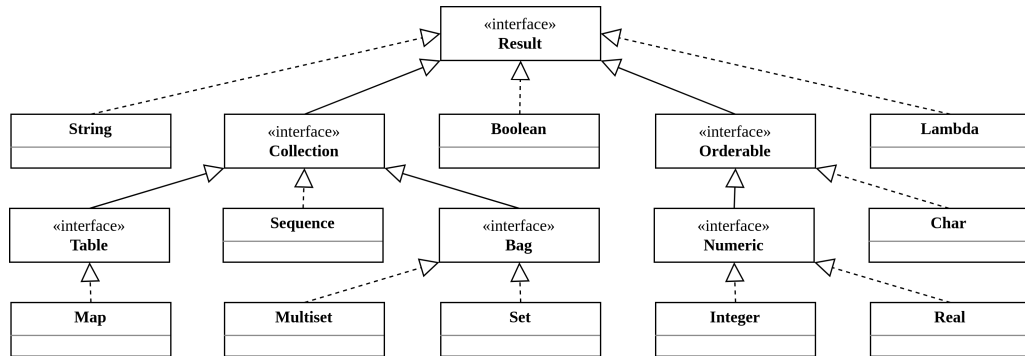 «interface»
Result
String
«interface»
Collection
Boolean
«interface»
Orderable
Lambda
«interface»
Table
Sequence
«interface»
Bag
«interface»
Numeric
Char
Map
Multiset
Set
Integer
Real